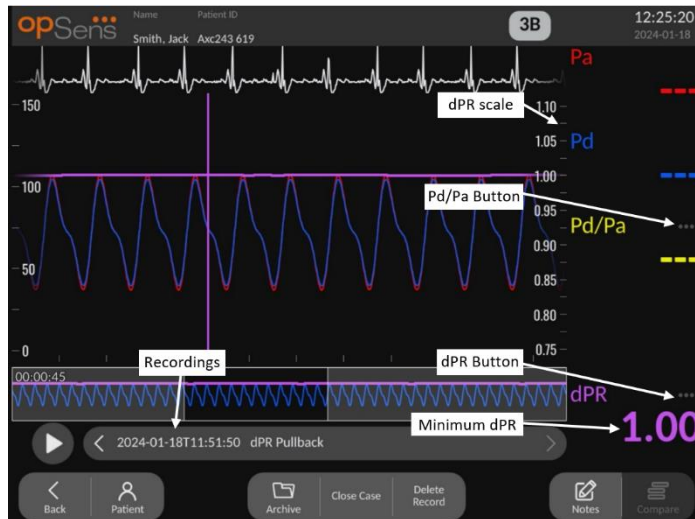 opSens
Name
Patient ID
Smith, Jack
Axc243 619
3B
12:25:20
2024-01-18
Pa
150
dPR scale
1.10
1.05
Pd
1.00
100
Pd/Pa Button
0.95
Pd/Pa
0.90
50
0.85
0.80
0
Recordings
0.75
dPR Button
00:00:45
dPR
Minimum dPR
1.00
2024-01-18T11:51:50 dPR Pullback
Back
Patient
Archive
Close Case
Delete
Record
Notes
Compare